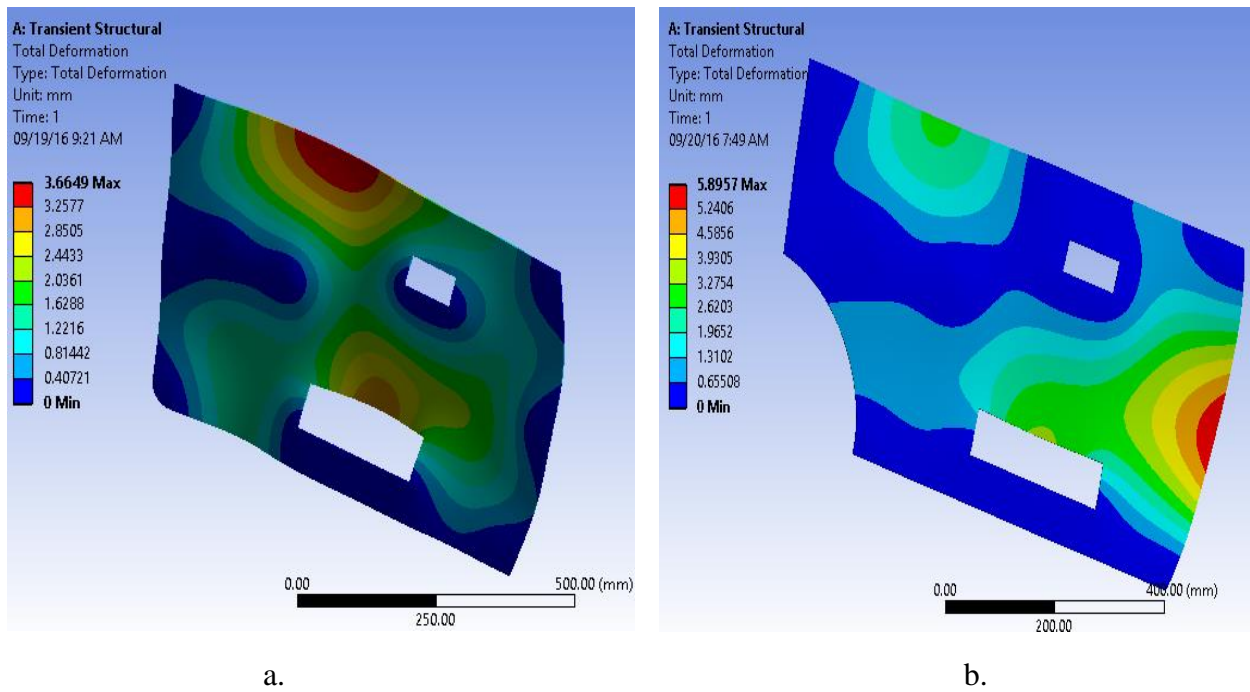 A: Transient Structural
Total Deformation
Type: Total Deformation
Unit: mm
Time: 1
09/19/16 9:21 AM
3.6649 Max
3.2577
2.8505
2.4433
2.0361
1.6288
1.2216
0.81442
0.40721
0 Min
0.00
500.00 (mm)
250.00
a.
A: Transient Structural
Total Deformation
Type: Total Deformation
Unit: mm
Time: 1
09/20/16 7:49 AM
5.8957 Max
5.2406
4.5856
3.9305
3.2754
2.6203
1.9652
1.3102
0.65508
0 Min
0.00
400.00 (mm)
200.00
b.